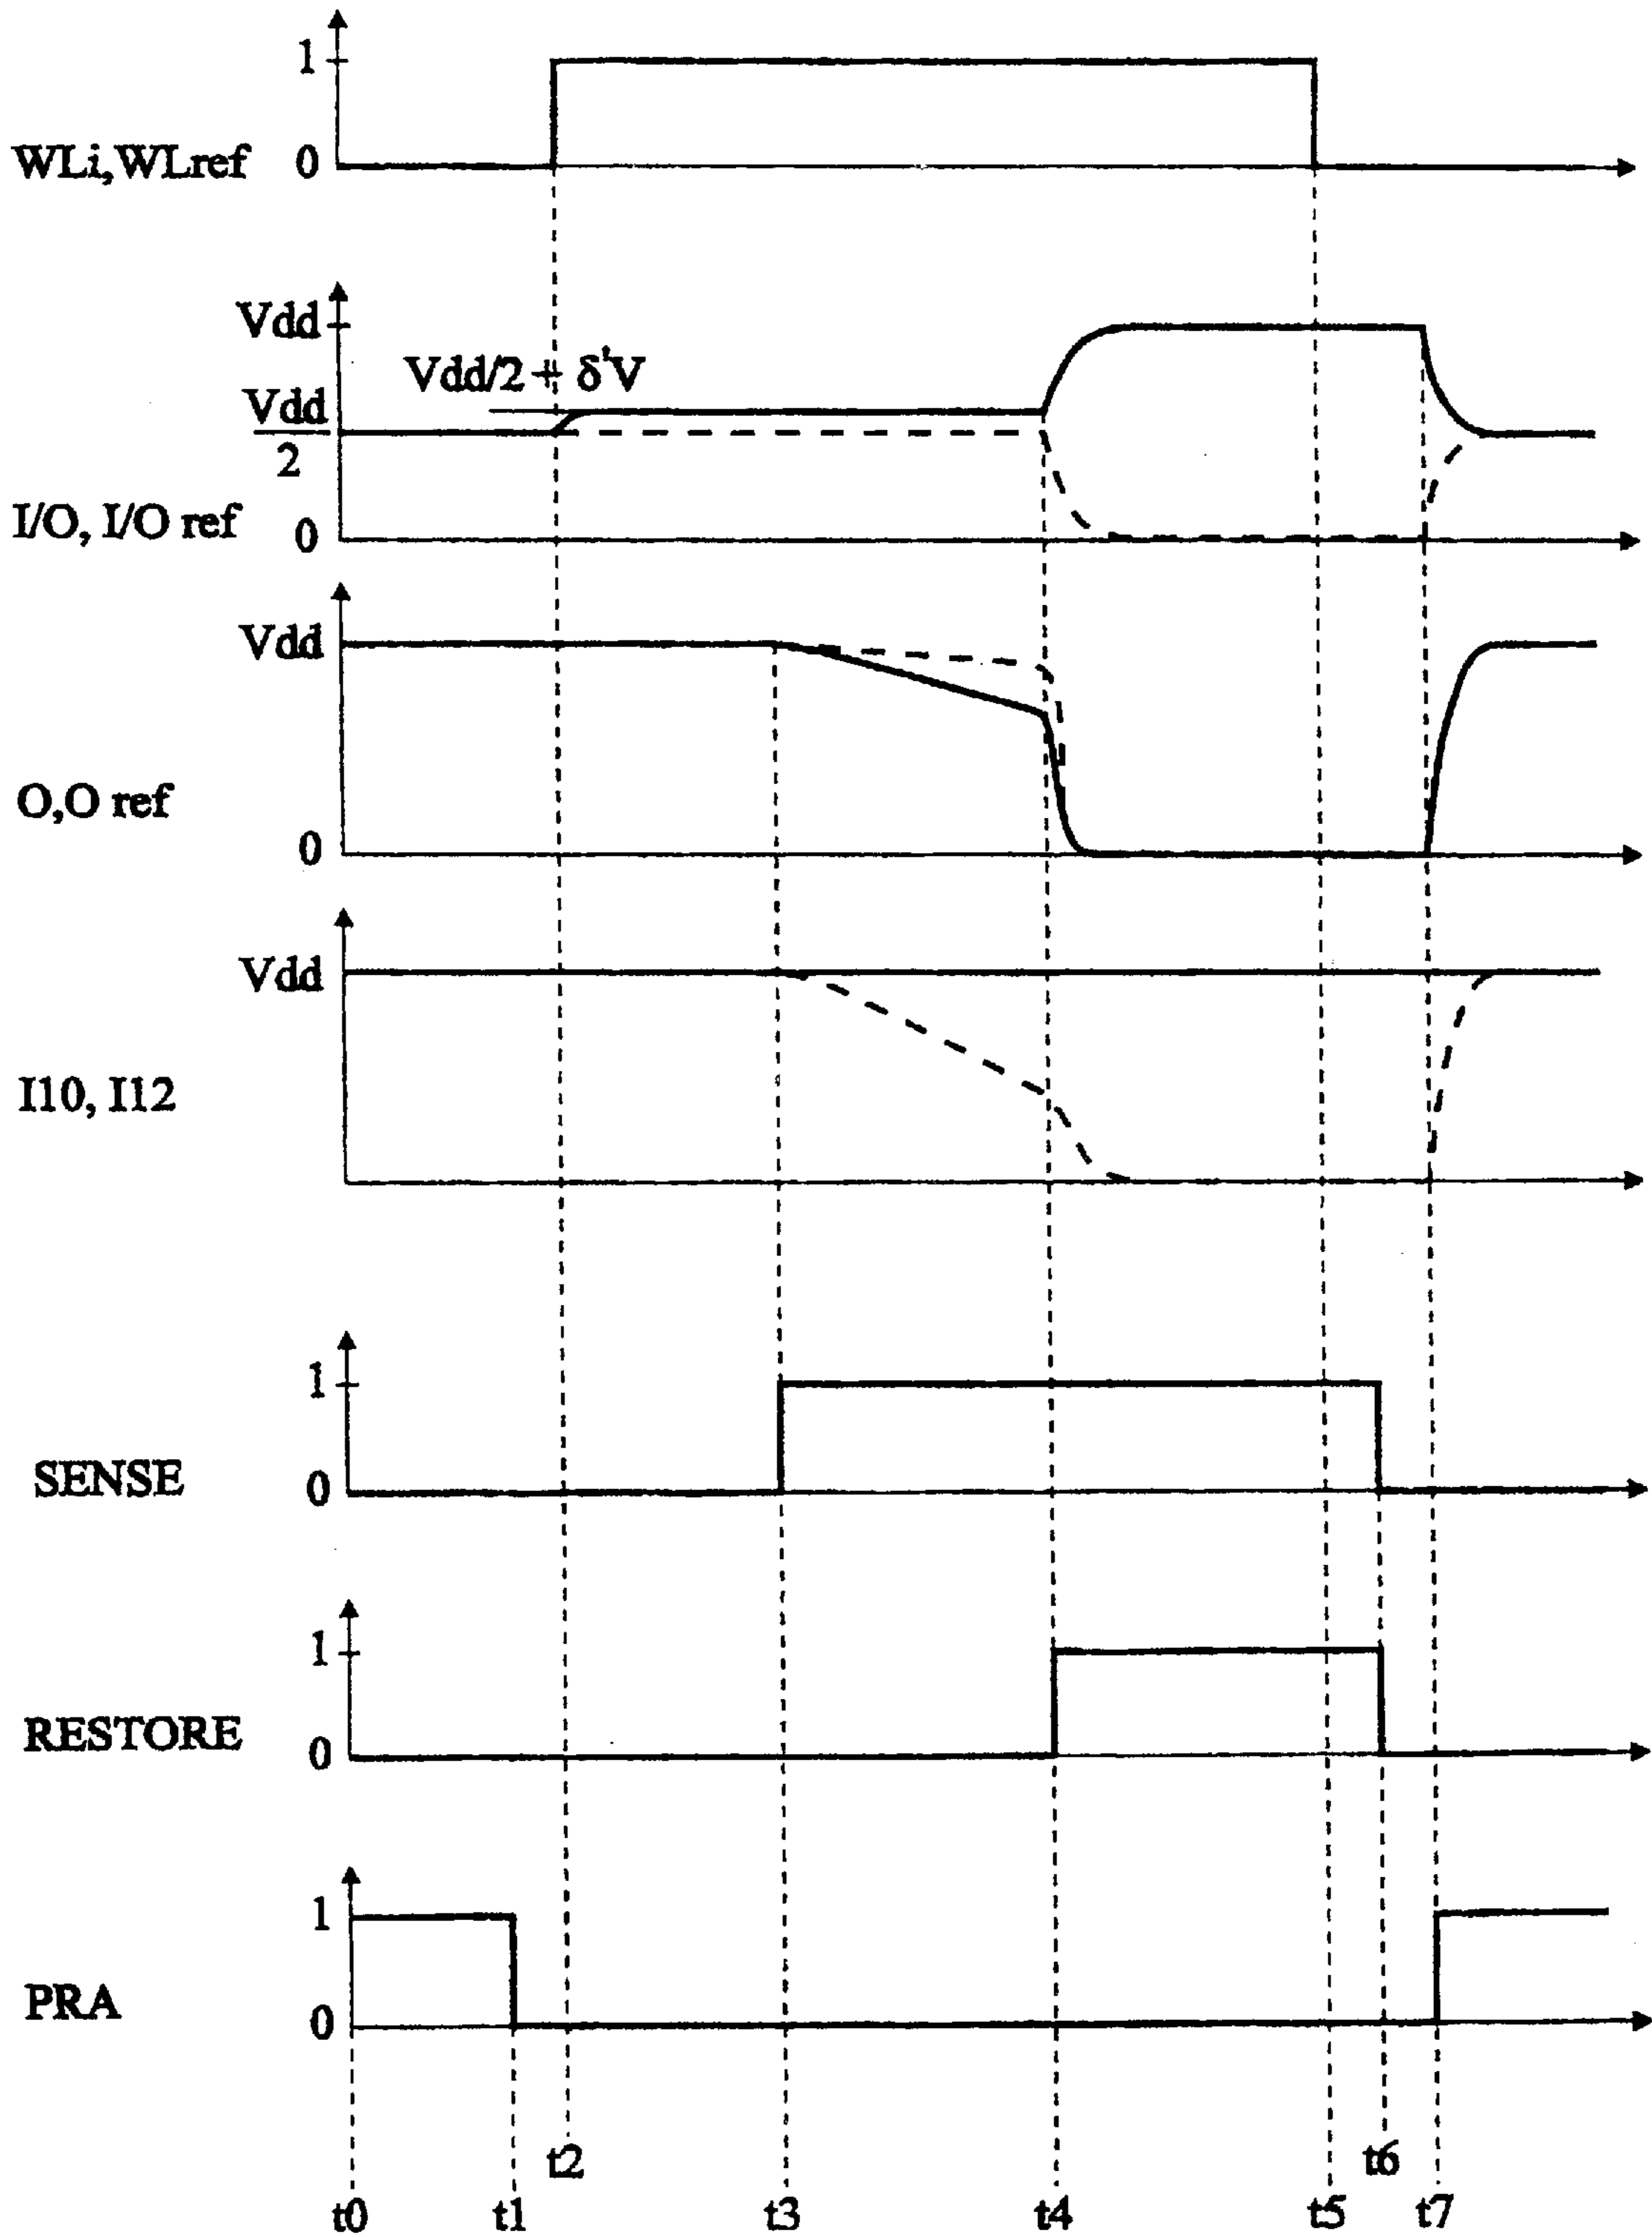 1
WLi,WLref 0
Vdd
Vdd/2 + δ'V
Vdd
2
I/O, I/O ref 0
Vdd
O,O ref
0
Vdd
I10, I12
1
SENSE 0
1
RESTORE 0
1
PRA 0
t2 t6
t0 t1 t3 t4 t5 t7